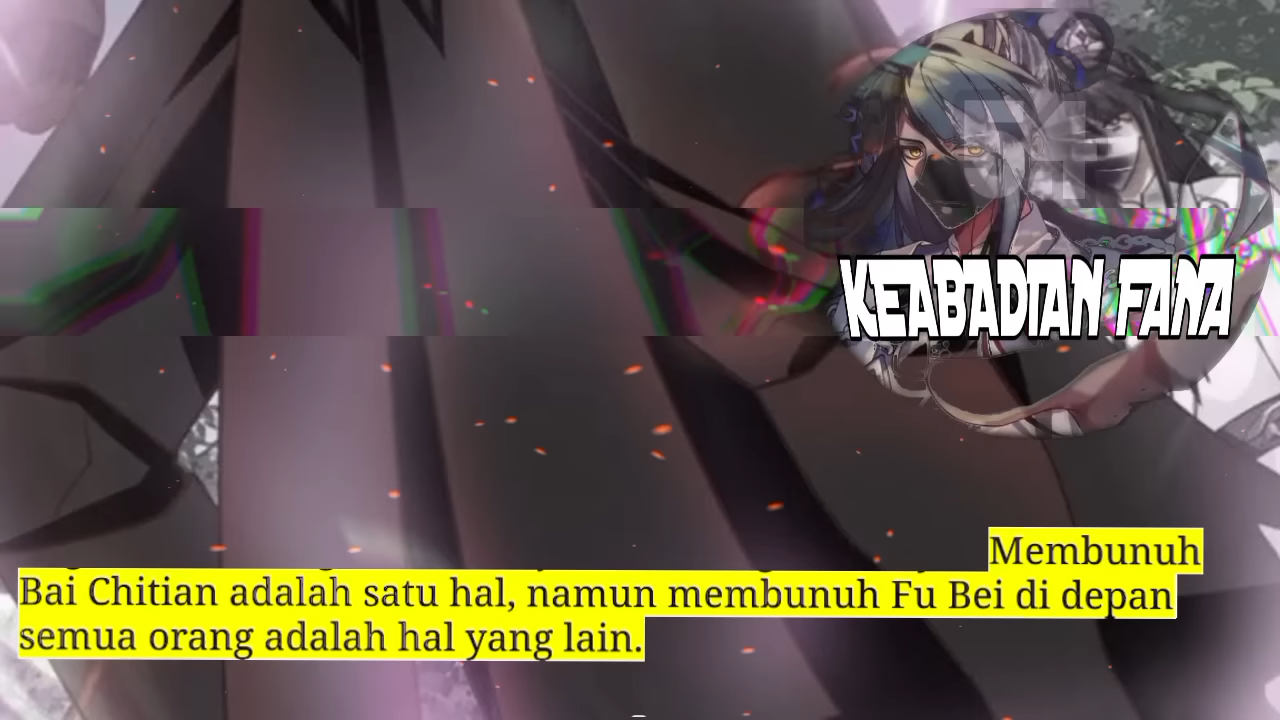 54
KEABADIAN FANA
Membunuh
Bai Chitian adalah satu hal, namun membunuh Fu Bei di depan
semua orang adalah hal yang lain.